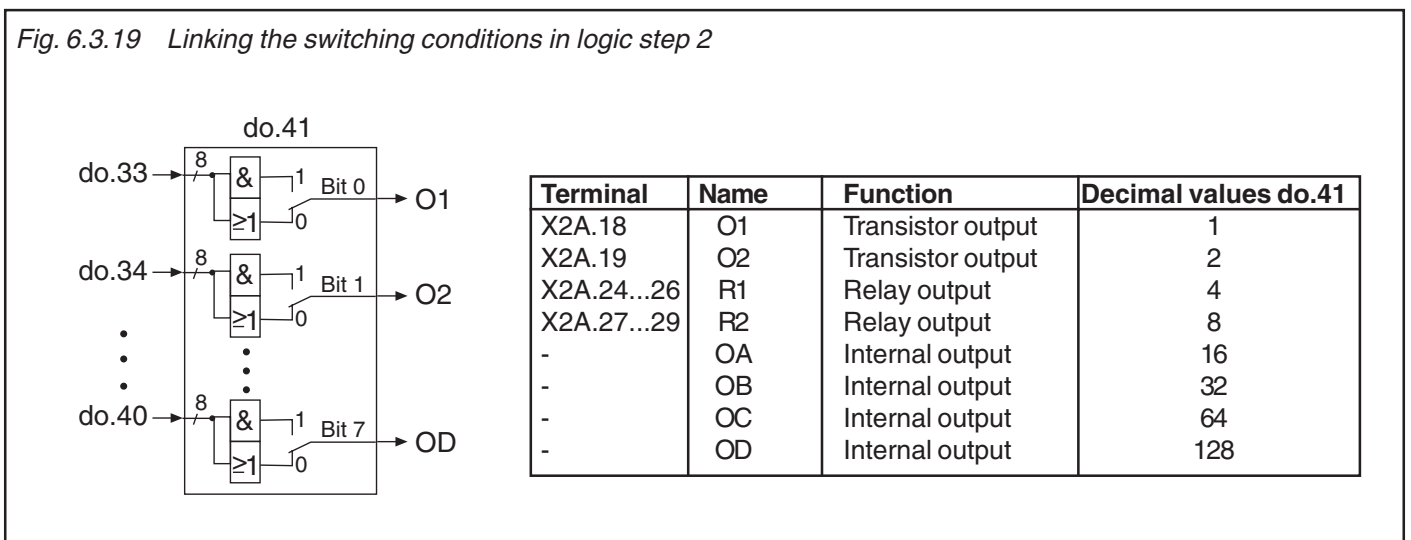 Fig. 6.3.19 Linking the switching conditions in logic step 2
do.41
do.33 8 & 1 Bit 0 O1
≥1 0
do.34 8 & 1 Bit 1 O2
≥1 0
do.40 8 & 1 Bit 7 OD
≥1 0
Terminal Name Function Decimal values do.41
X2A.18 O1 Transistor output 1
X2A.19 O2 Transistor output 2
X2A.24...26 R1 Relay output 4
X2A.27...29 R2 Relay output 8
- OA Internal output 16
- OB Internal output 32
- OC Internal output 64
- OD Internal output 128